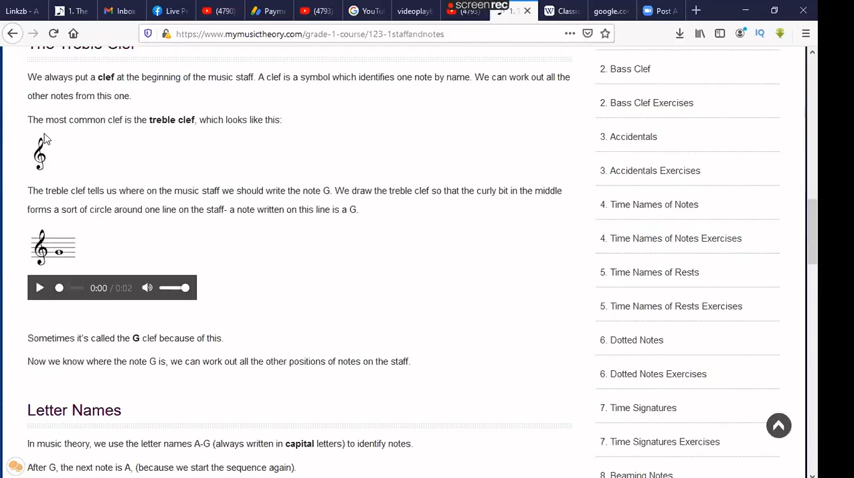 Linkzb - A
1. The
Inbox
Live P
(4790)
Payme
(4793)
YouTu
videoplayb
(4793)
1. T
Classic
google.co
Post A
screen rec
https://www.mymusictheory.com/grade-1-course/123-1staffandnotes
IQ
The Treble Clef
We always put a clef at the beginning of the music staff. A clef is a symbol which identifies one note by name. We can work out all the
other notes from this one.
The most common clef is the treble clef, which looks like this:
The treble clef tells us where on the music staff we should write the note G. We draw the treble clef so that the curly bit in the middle
forms a sort of circle around one line on the staff- a note written on this line is a G.
0:00 / 0:02
Sometimes it's called the G clef because of this.
Now we know where the note G is, we can work out all the other positions of notes on the staff.
Letter Names
In music theory, we use the letter names A-G (always written in capital letters) to identify notes.
After G, the next note is A, (because we start the sequence again).
2. Bass Clef
2. Bass Clef Exercises
3. Accidentals
3. Accidentals Exercises
4. Time Names of Notes
4. Time Names of Notes Exercises
5. Time Names of Rests
5. Time Names of Rests Exercises
6. Dotted Notes
6. Dotted Notes Exercises
7. Time Signatures
7. Time Signatures Exercises
8. Beaming Notes